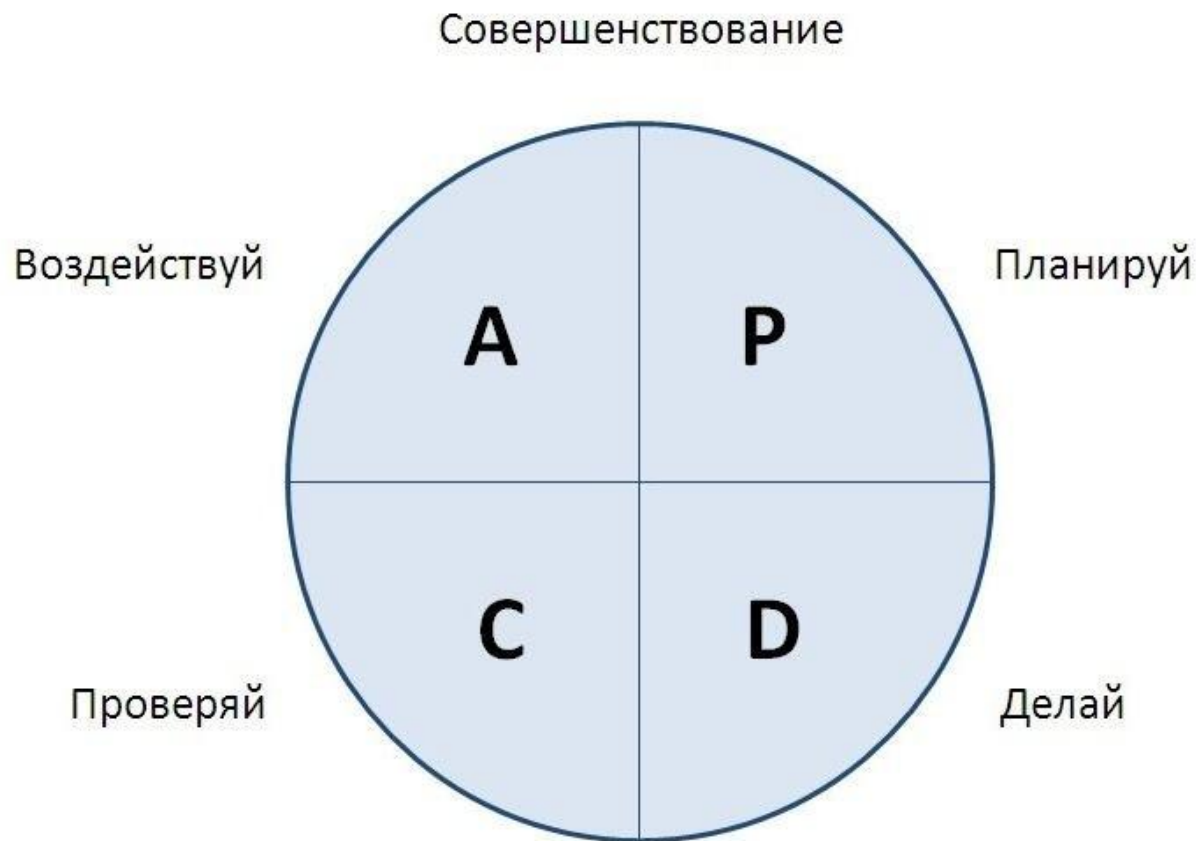 Совершенствование
Воздействуй
Планируй
A
P
C
D
Проверяй
Делай